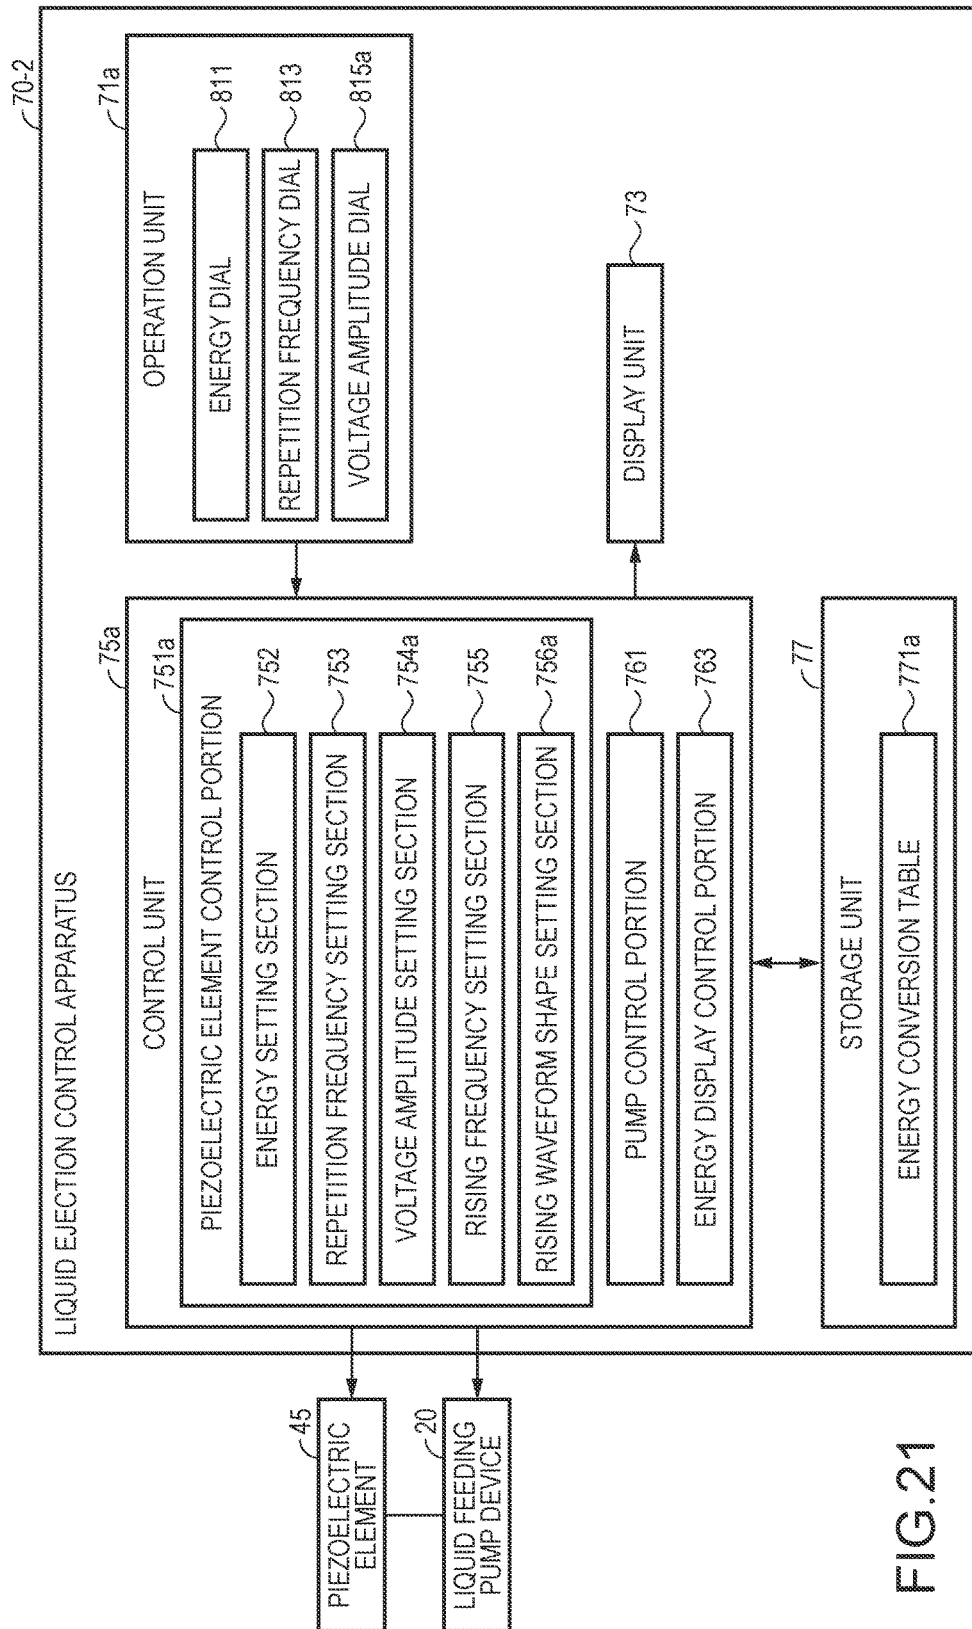 70-2
LIQUID EJECTION CONTROL APPARATUS
45
PIEZOELECTRIC
ELEMENT
20
LIQUID FEEDING
PUMP DEVICE
75a
CONTROL UNIT
751a
PIEZOELECTRIC ELEMENT CONTROL PORTION
ENERGY SETTING SECTION
752
REPETITION FREQUENCY SETTING SECTION
753
VOLTAGE AMPLITUDE SETTING SECTION
754a
RISING FREQUENCY SETTING SECTION
755
RISING WAVEFORM SHAPE SETTING SECTION
756a
PUMP CONTROL PORTION
761
ENERGY DISPLAY CONTROL PORTION
763
77
STORAGE UNIT
ENERGY CONVERSION TABLE
771a
71a
OPERATION UNIT
ENERGY DIAL
811
REPETITION FREQUENCY DIAL
813
VOLTAGE AMPLITUDE DIAL
815a
DISPLAY UNIT
73
FIG.21